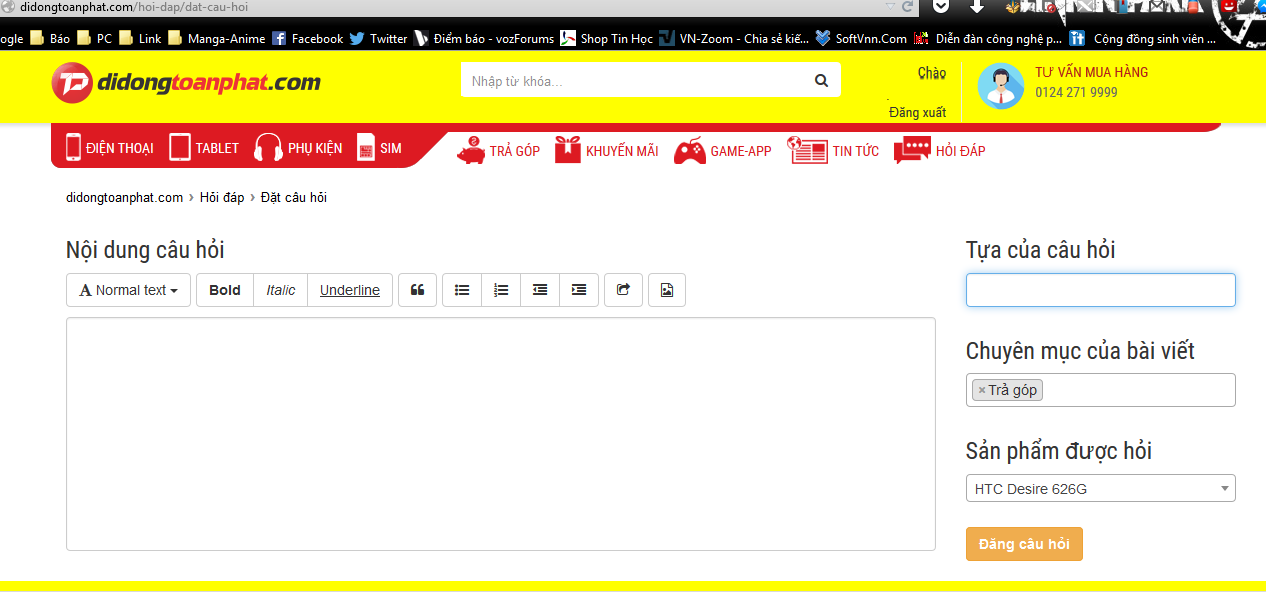 didongtoanphat.com/hoi-dap/dat-cau-hoi
ogle Báo PC Link Manga-Anime Facebook Twitter Điểm báo - vozForums Shop Tin Học VN-Zoom - Chia sẻ kiế... SoftVnn.Com Diễn đàn công nghệ p... Cộng đồng sinh viên ...
didongtoanphat.com
Nhập từ khóa...
Chào
Đăng xuất
TƯ VẤN MUA HÀNG
0124 271 9999
ĐIỆN THOẠI TABLET PHỤ KIỆN SIM TRẢ GÓP KHUYẾN MÃI GAME-APP TIN TỨC HỎI ĐÁP
didongtoanphat.com › Hỏi đáp › Đặt câu hỏi
Nội dung câu hỏi
A Normal text Bold Italic Underline
Tựa của câu hỏi
Chuyên mục của bài viết
× Trả góp
Sản phẩm được hỏi
HTC Desire 626G
Đăng câu hỏi